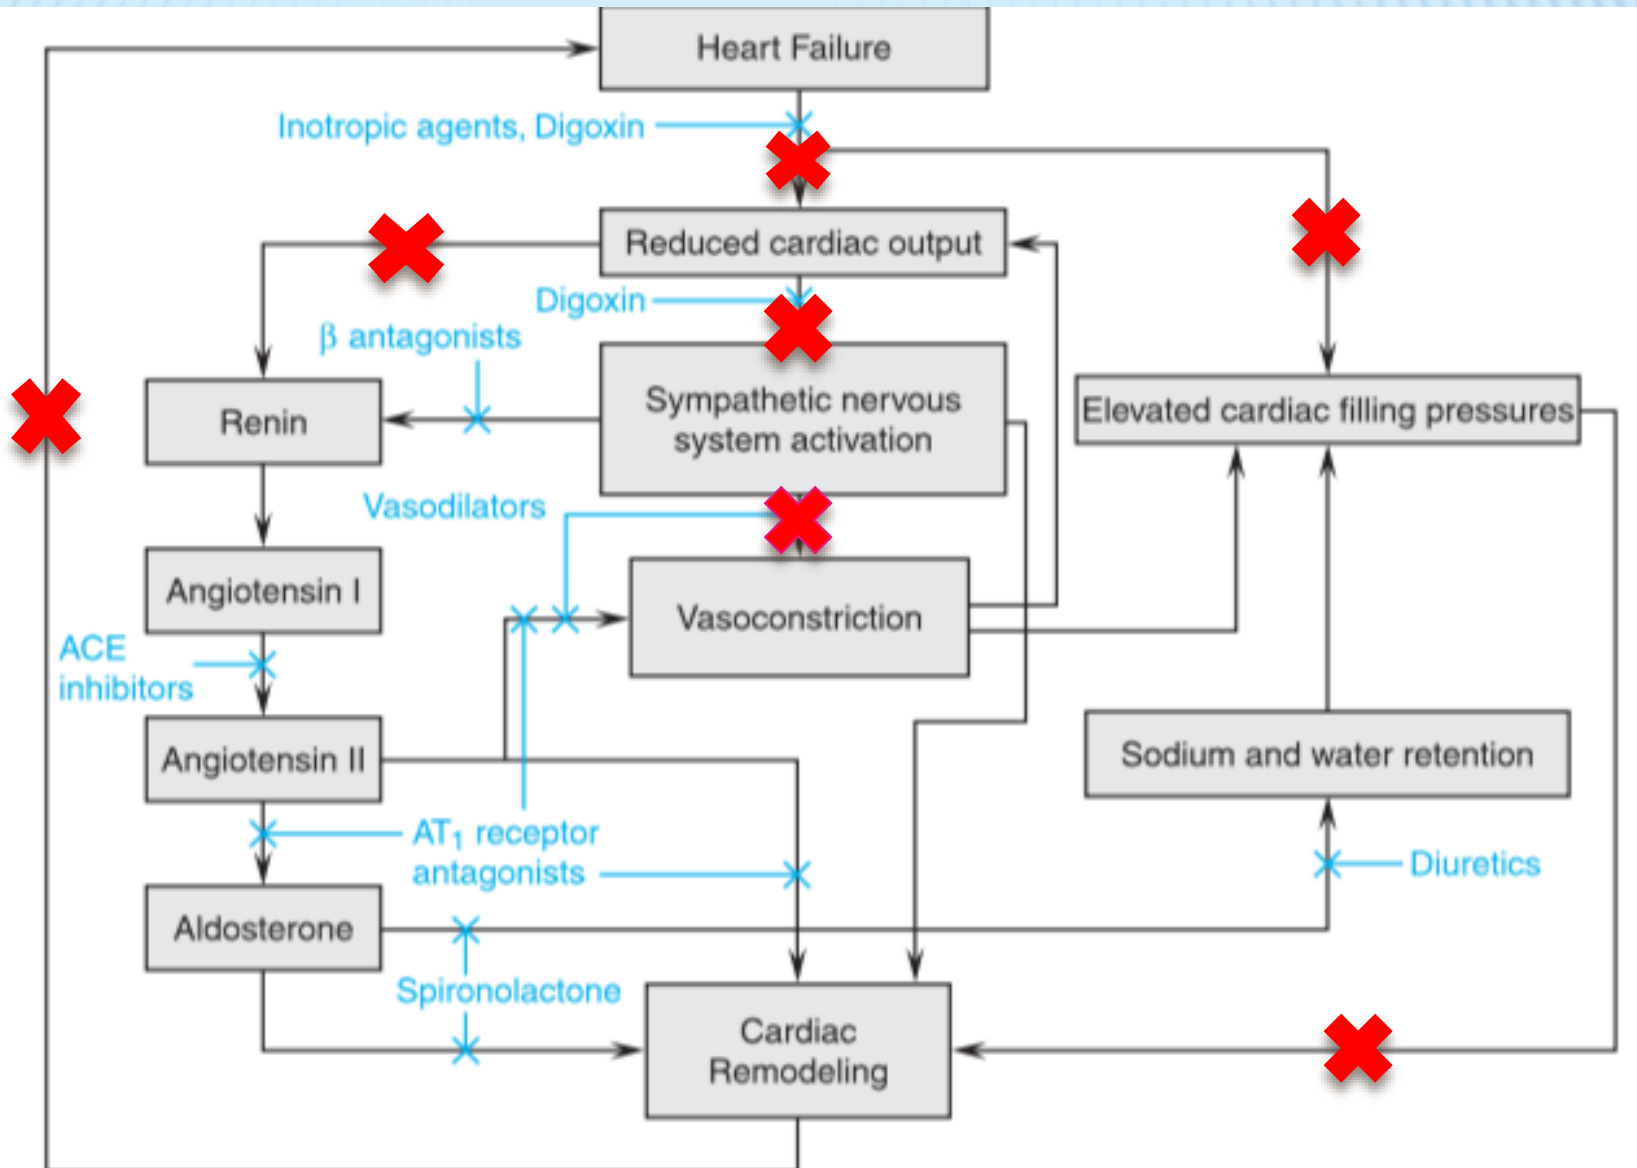 Heart Failure
Inotropic agents, Digoxin
Reduced cardiac output
Digoxin
β antagonists
Renin
Sympathetic nervous
system activation
Elevated cardiac filling pressures
Vasodilators
Angiotensin I
Vasoconstriction
ACE
inhibitors
Angiotensin II
Sodium and water retention
AT₁ receptor
antagonists
Diuretics
Aldosterone
Spironolactone
Cardiac
Remodeling